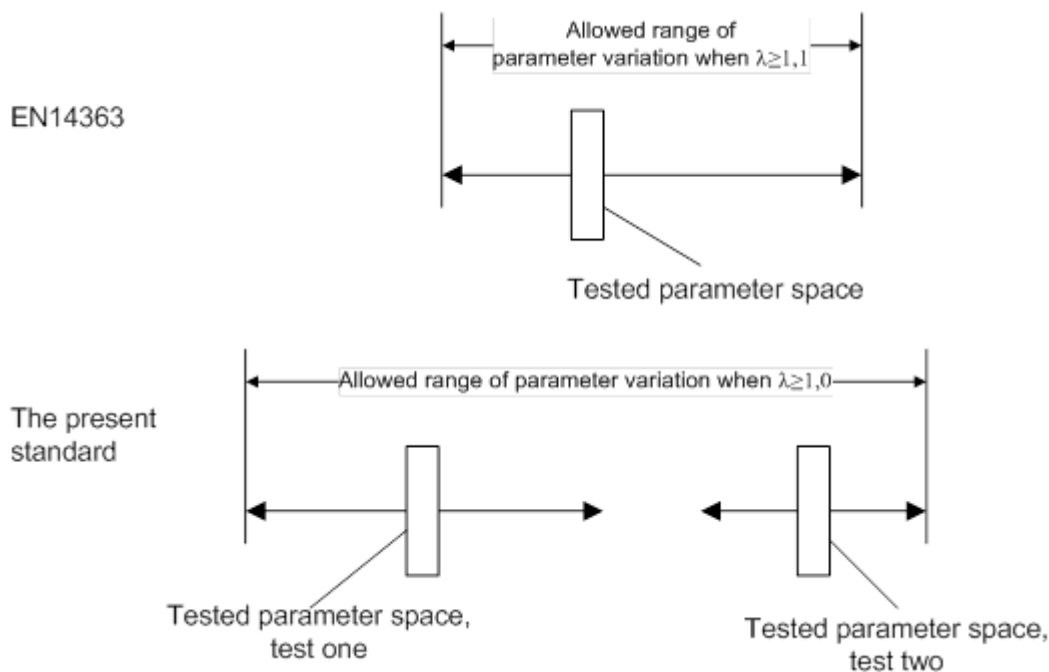 Allowed range of
parameter variation when λ≥1,1
EN14363
Tested parameter space
Allowed range of parameter variation when λ≥1,0
The present
standard
Tested parameter space,
test one
Tested parameter space,
test two